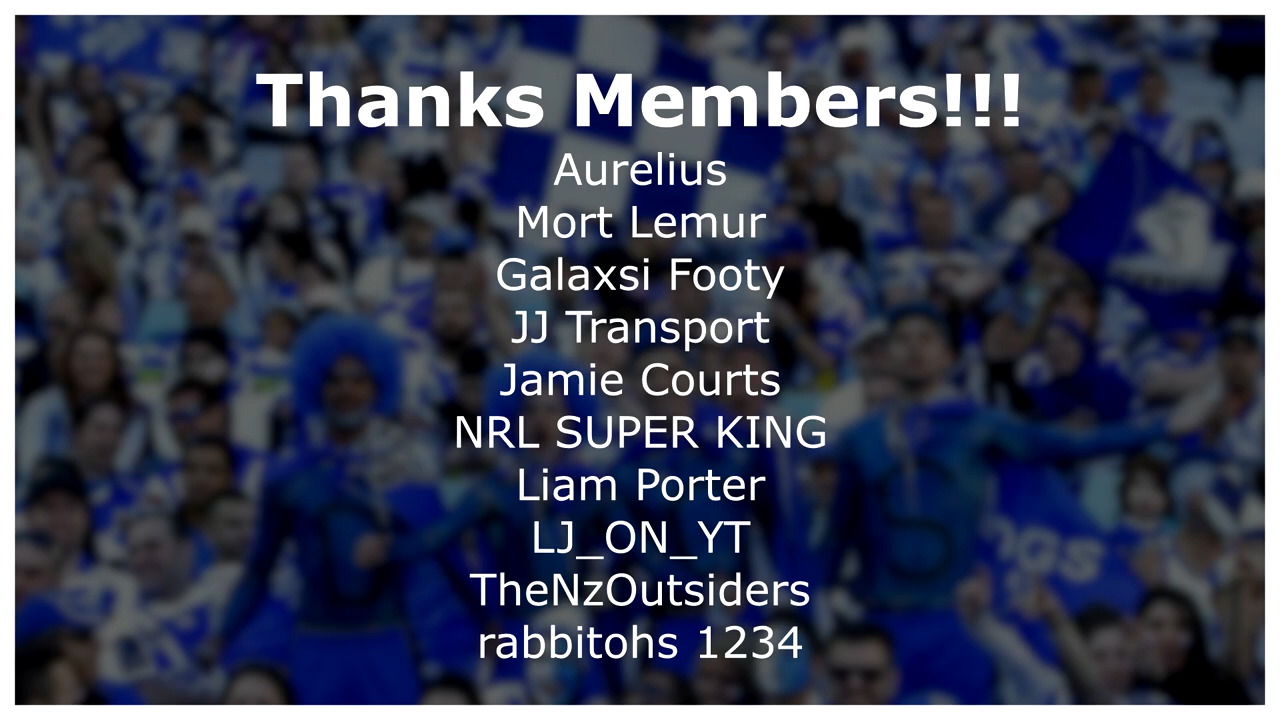 Thanks Members!!!
Aurelius
Mort Lemur
Galaxsi Footy
JJ Transport
Jamie Courts
NRL SUPER KING
Liam Porter
LJ_ON_YT
TheNzOutsiders
rabbitohs 1234